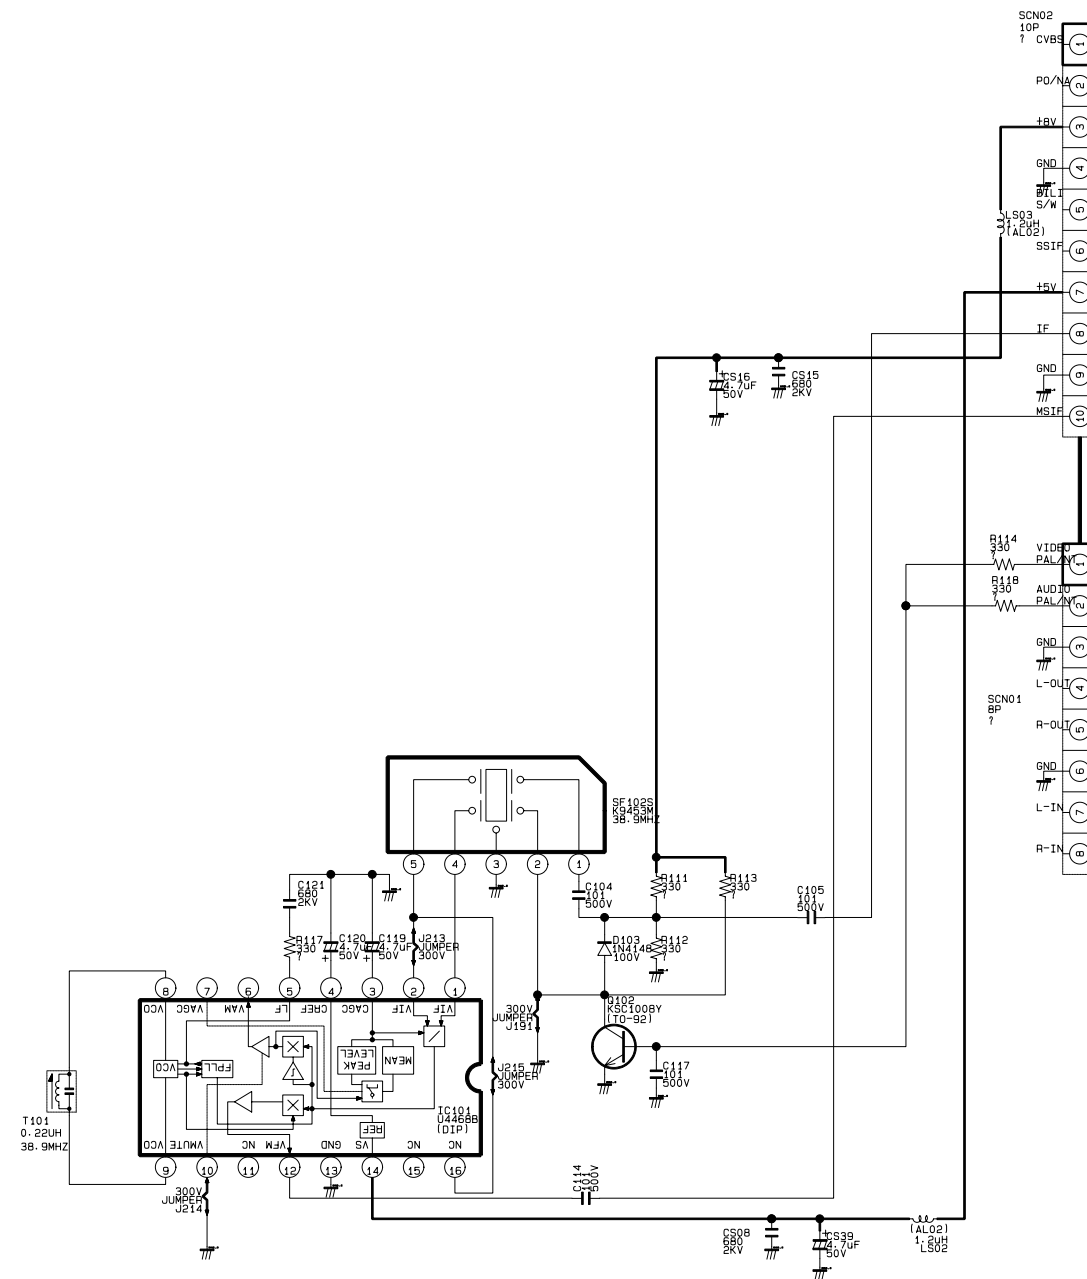 SCN02
10P
?
CVBS
1
PO/NA
2
+8V
3
GND
4
BILI
S/W
5
LS03
1.2uH
(AL02)
SSIF
6
+5V
7
IF
8
GND
9
MSIF
10
CS16
4.7uF
50V
CS15
680
2KV
R114
330
?
VIDEO
PAL/NT
1
R118
330
?
AUDIO
PAL/NT
2
GND
3
L-OUT
4
SCN01
8P
?
R-OUT
5
GND
6
L-IN
7
R-IN
8
SF102S
K9453M
38.9MHZ
5
4
3
2
1
C121
680
2KV
C104
101
500V
R111
330
?
R113
330
?
C105
101
500V
R117
330
?
C120
4.7uF
50V
C119
4.7uF
50V
J213
JUMPER
300V
D103
1N4148
100V
R112
330
?
8
7
6
5
4
3
2
1
VCO
VAGC
VAM
LF
CREF
CAGC
VIF
VIF
300V
JUMPER
J191
Q102
KSC1008Y
(TO-92)
VCO
FPLL
PEAK
LEVEL
MEAN
J215
JUMPER
300V
C117
101
500V
T101
0.22UH
38.9MHZ
IC101
U4468B
(DIP)
REF
VCO
VMUTE
NC
VFM
GND
VS
NC
NC
9
10
11
12
13
14
15
16
300V
JUMPER
J214
C114
101
500V
CS08
680
2KV
CS39
4.7uF
50V
(AL02)
1.2uH
LS02